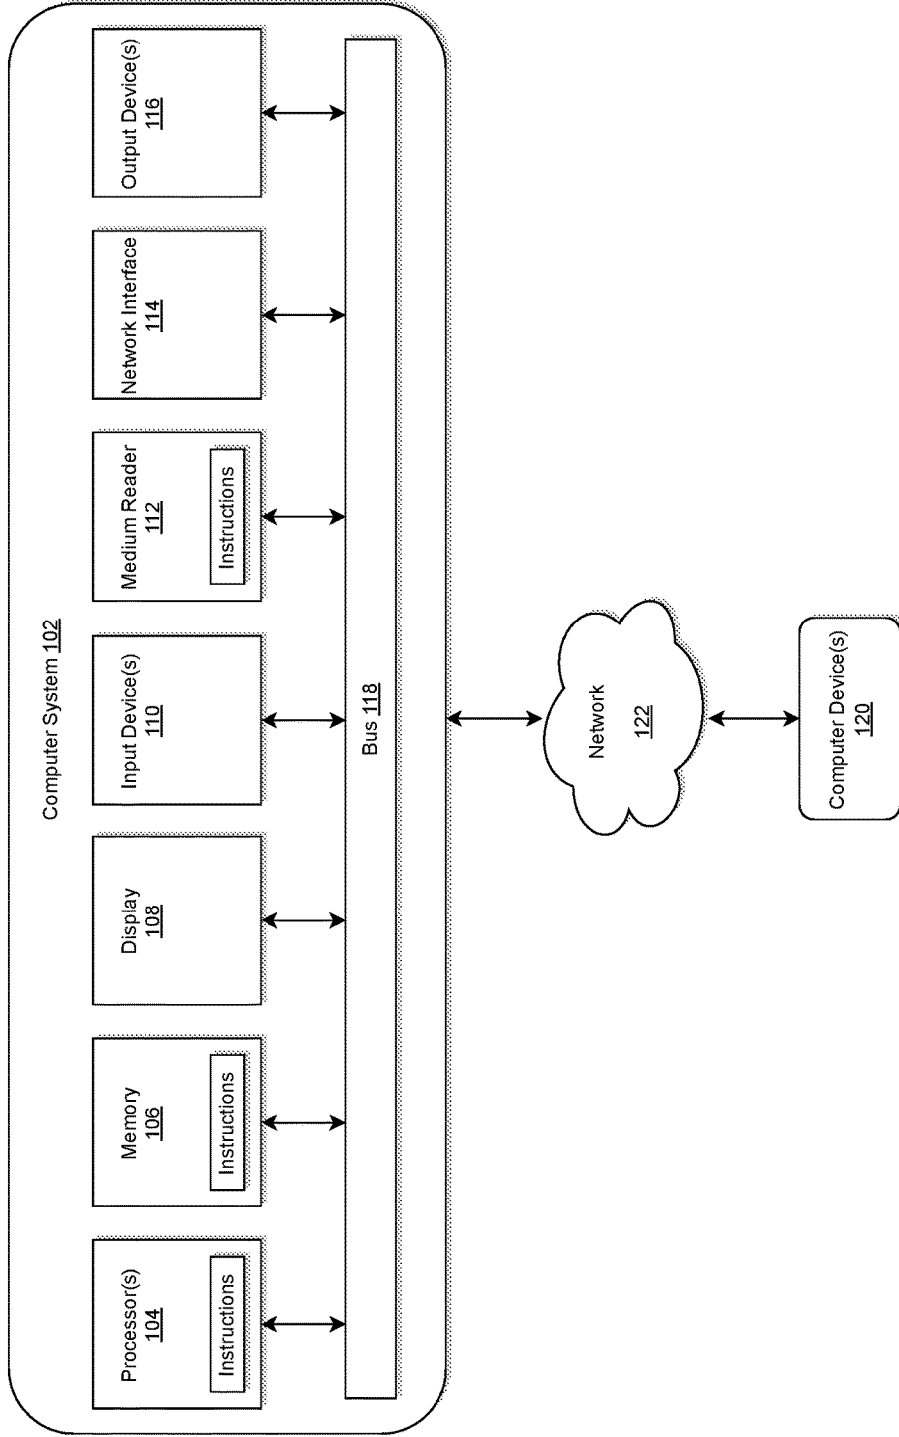 Computer System 102
Processor(s)
104
Instructions
Memory
106
Instructions
Display
108
Input Device(s)
110
Medium Reader
112
Instructions
Network Interface
114
Output Device(s)
116
Bus 118
Network
122
Computer Device(s)
120